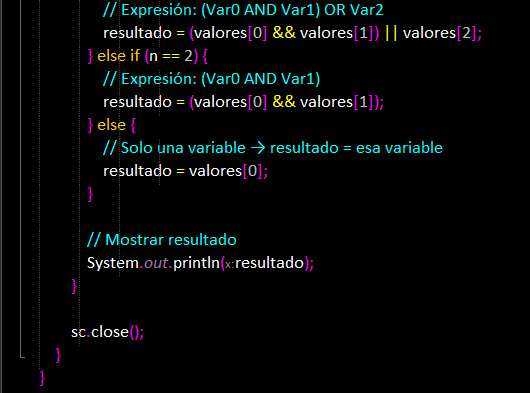 // Expresión: (Var0 AND Var1) OR Var2
resultado = (valores[0] && valores[1]) || valores[2];
} else if (n == 2) {
// Expresión: (Var0 AND Var1)
resultado = (valores[0] && valores[1]);
} else {
// Solo una variable → resultado = esa variable
resultado = valores[0];
}
// Mostrar resultado
System.out.println(x:resultado);
}
sc.close();
}
}